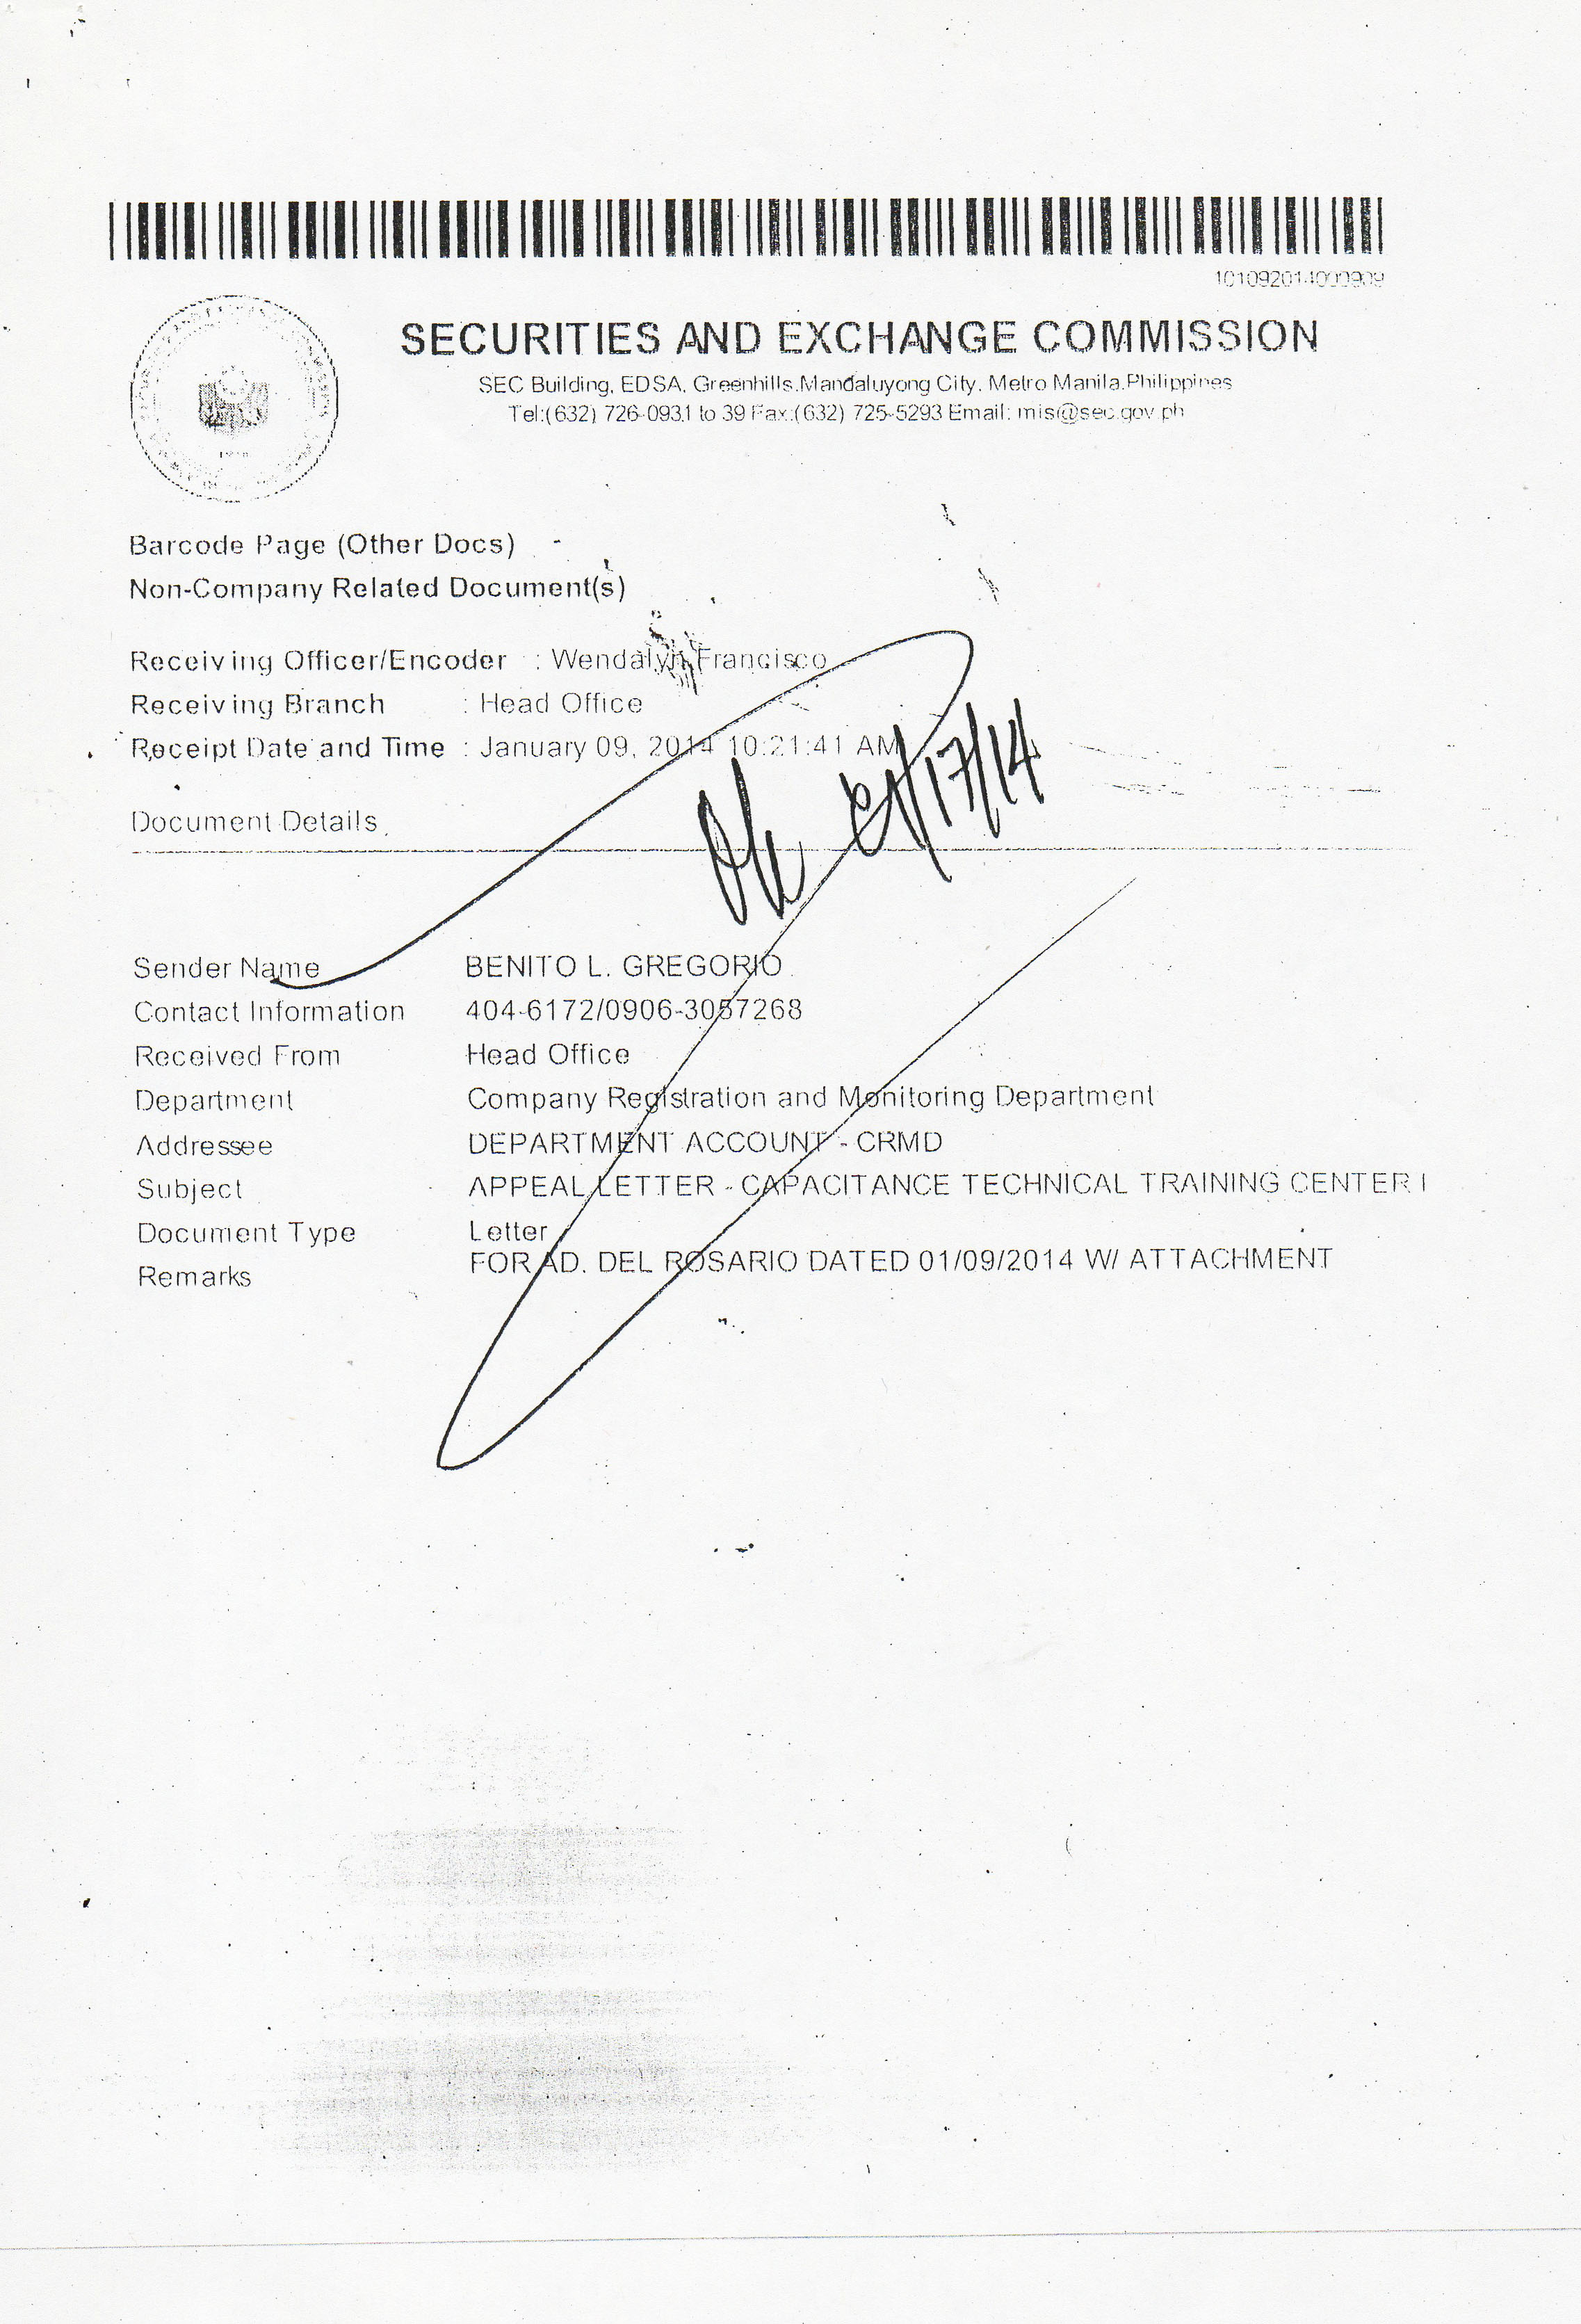 101092014000909
SECURITIES AND EXCHANGE COMMISSION
SEC Building, EDSA, Greenhills,Mandaluyong City, Metro Manila,Philippines
Tel:(632) 726-0931 to 39 Fax:(632) 725-5293 Email: mis@sec.gov.ph
Barcode Page (Other Docs)
Non-Company Related Document(s)
Receiving Officer/Encoder : Wendalyn Francisco
Receiving Branch : Head Office
Receipt Date and Time : January 09, 2014 10:21:41 AM
/17/14
Document Details
Ok
Sender Name BENITO L. GREGORIO
Contact Information 404-6172/0906-3057268
Received From Head Office
Department Company Registration and Monitoring Department
Addressee DEPARTMENT ACCOUNT - CRMD
Subject APPEAL LETTER - CAPACITANCE TECHNICAL TRAINING CENTER I
Document Type Letter
Remarks FOR AD. DEL ROSARIO DATED 01/09/2014 W/ ATTACHMENT